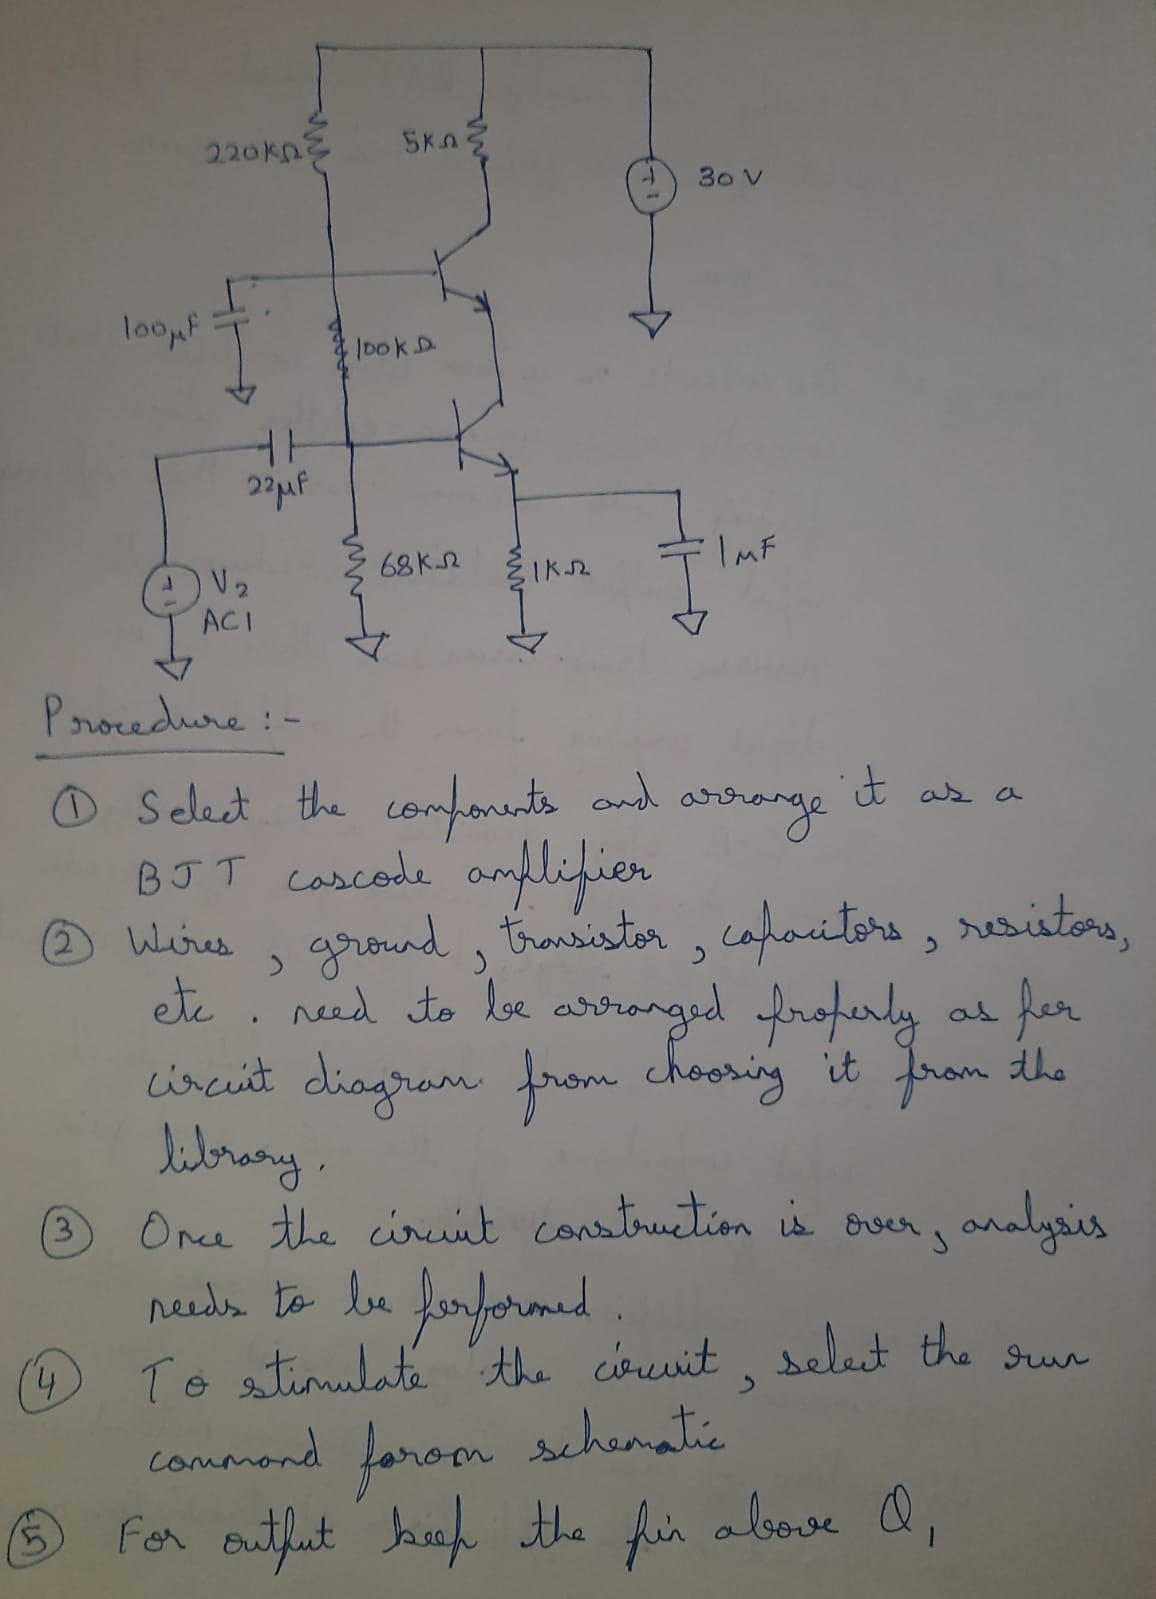 220KΩ
5KΩ
30 V
100μF
100KΩ
22μF
68KΩ
1KΩ
1μF
V2
AC1
Procedure :-
① Select the components and arrange it as a
BJT cascode amplifier
② Wires , ground , transistor , capacitors , resistors,
etc . need to be arranged properly as per
circuit diagram from choosing it from the
library .
③ Once the circuit construction is over , analysis
needs to be performed .
④ To stimulate the circuit , select the run
command forom schematic
⑤ For output keep the pin above Q1